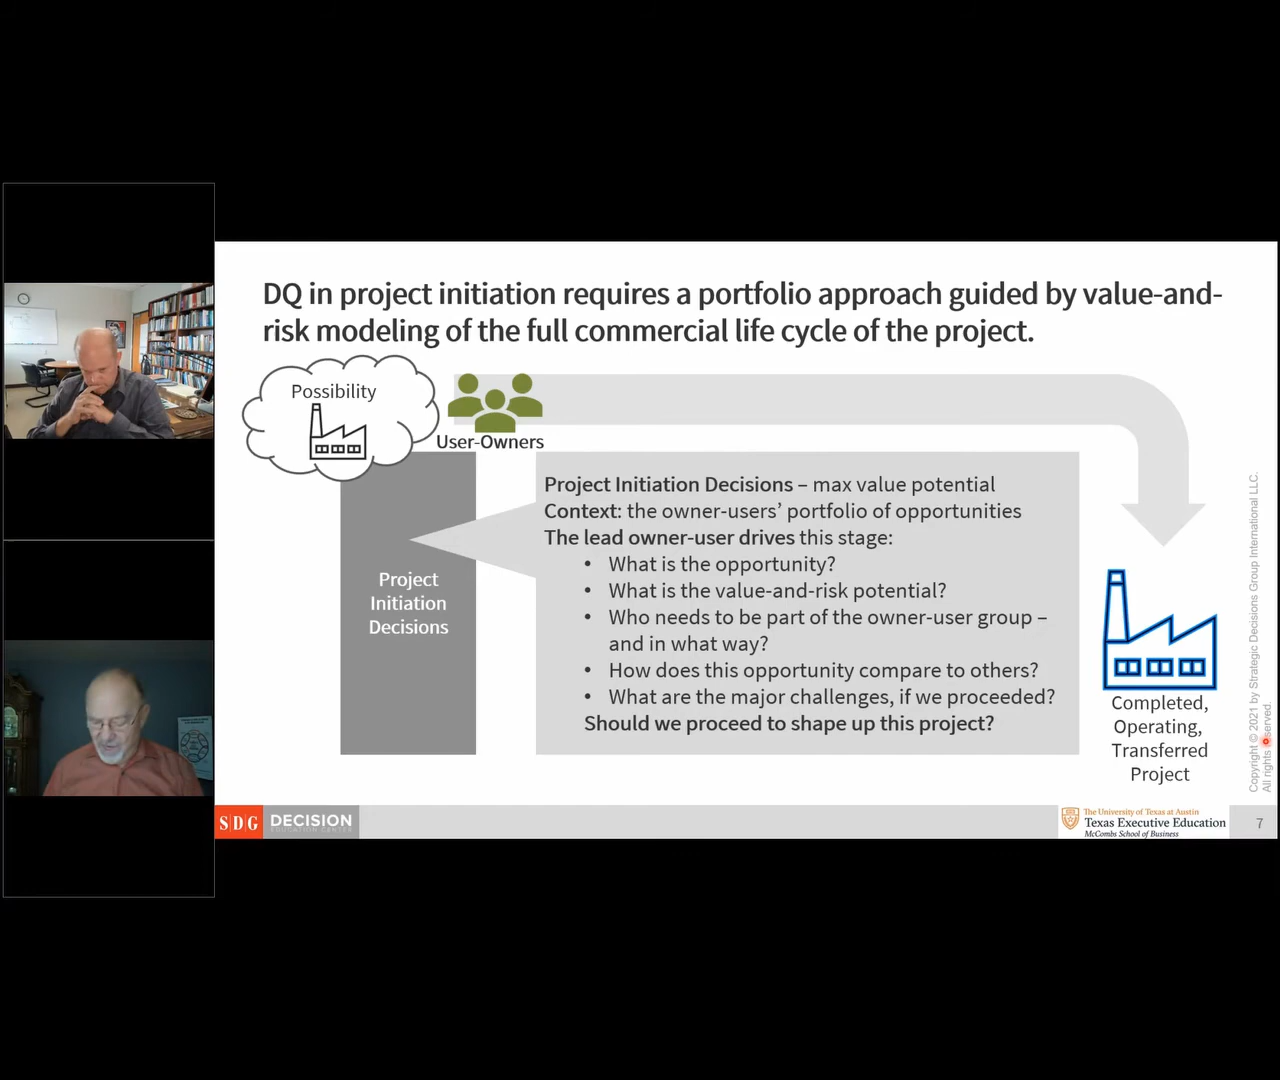 DQ in project initiation requires a portfolio approach guided by value-and-
risk modeling of the full commercial life cycle of the project.
Possibility
User-Owners
Project
Initiation
Decisions
Project Initiation Decisions – max value potential
Context: the owner-users’ portfolio of opportunities
The lead owner-user drives this stage:
• What is the opportunity?
• What is the value-and-risk potential?
• Who needs to be part of the owner-user group –
and in what way?
• How does this opportunity compare to others?
• What are the major challenges, if we proceeded?
Should we proceed to shape up this project?
Completed,
Operating,
Transferred
Project
Copyright © 2021 by Strategic Decisions Group International LLC.
All rights reserved.
SDG
DECISION
EDUCATION CENTER
The University of Texas at Austin
Texas Executive Education
McCombs School of Business
7